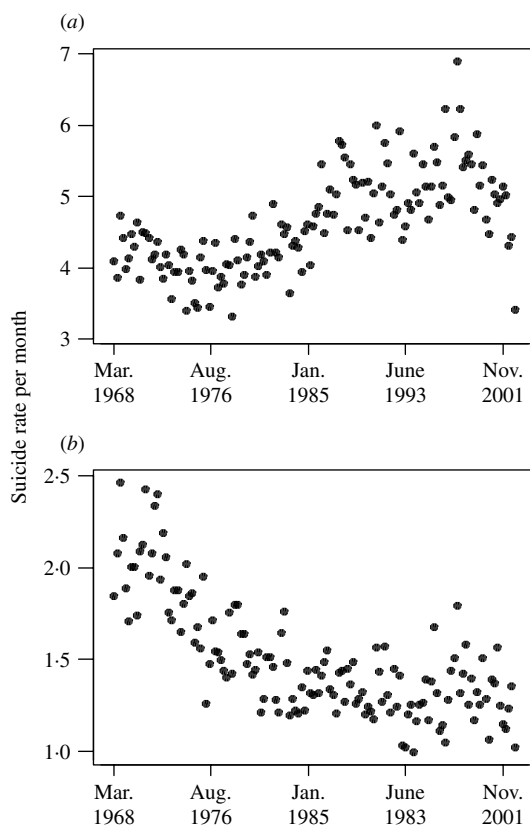 (a)
7
6
5
4
3
Mar. Aug. Jan. June Nov.
1968 1976 1985 1993 2001
Suicide rate per month
(b)
2·5
2·0
1·5
1·0
Mar. Aug. Jan. June Nov.
1968 1976 1985 1983 2001